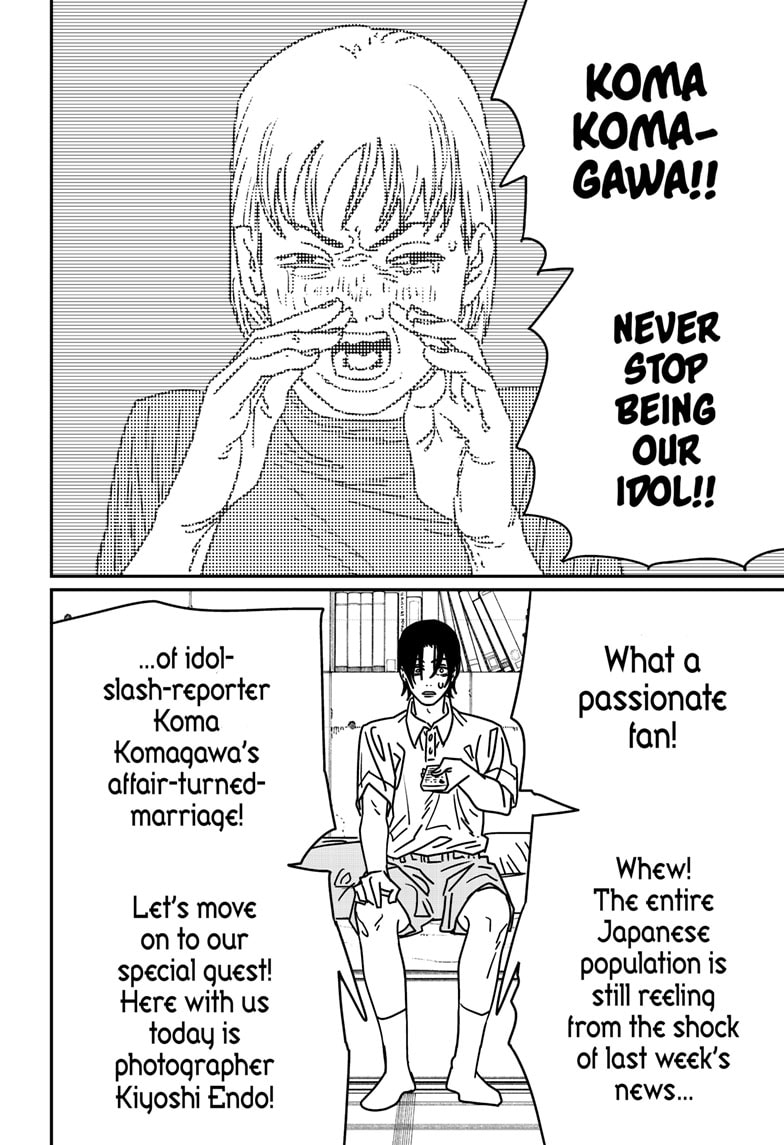 KOMA
KOMA-
GAWA!!
NEVER
STOP
BEING
OUR
IDOL!!
What a
passionate
fan!
Whew!
The entire
Japanese
population is
still reeling
from the shock
of last week's
news...
...of idol-
slash-reporter
Koma
Komagawa's
affair-turned-
marriage!
Let's move
on to our
special guest!
Here with us
today is
photographer
Kiyoshi Endo!